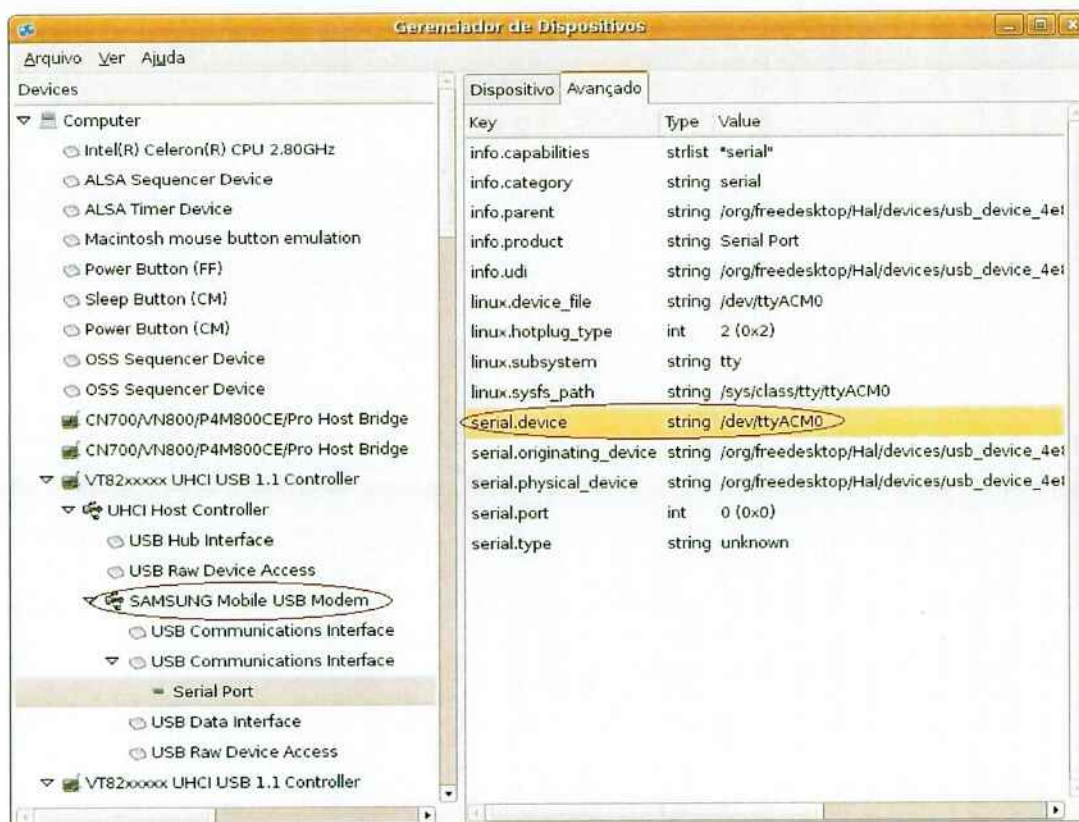 Gerenciador de Dispositivos
Arquivo Ver Ajuda
Devices
Computer
Intel(R) Celeron(R) CPU 2.80GHz
ALSA Sequencer Device
ALSA Timer Device
Macintosh mouse button emulation
Power Button (FF)
Sleep Button (CM)
Power Button (CM)
OSS Sequencer Device
OSS Sequencer Device
CN700/VN800/P4M800CE/Pro Host Bridge
CN700/VN800/P4M800CE/Pro Host Bridge
VT82xxxxx UHCI USB 1.1 Controller
UHCI Host Controller
USB Hub Interface
USB Raw Device Access
SAMSUNG Mobile USB Modem
USB Communications Interface
USB Communications Interface
Serial Port
USB Data Interface
USB Raw Device Access
VT82xxxxx UHCI USB 1.1 Controller
Dispositivo Avançado
Key Type Value
info.capabilities strlist "serial"
info.category string serial
info.parent string /org/freedesktop/Hal/devices/usb_device_4e8
info.product string Serial Port
info.udi string /org/freedesktop/Hal/devices/usb_device_4e8
linux.device_file string /dev/ttyACM0
linux.hotplug_type int 2 (0x2)
linux.subsystem string tty
linux.sysfs_path string /sys/class/tty/ttyACM0
serial.device string /dev/ttyACM0
serial.originating_device string /org/freedesktop/Hal/devices/usb_device_4e8
serial.physical_device string /org/freedesktop/Hal/devices/usb_device_4e8
serial.port int 0 (0x0)
serial.type string unknown